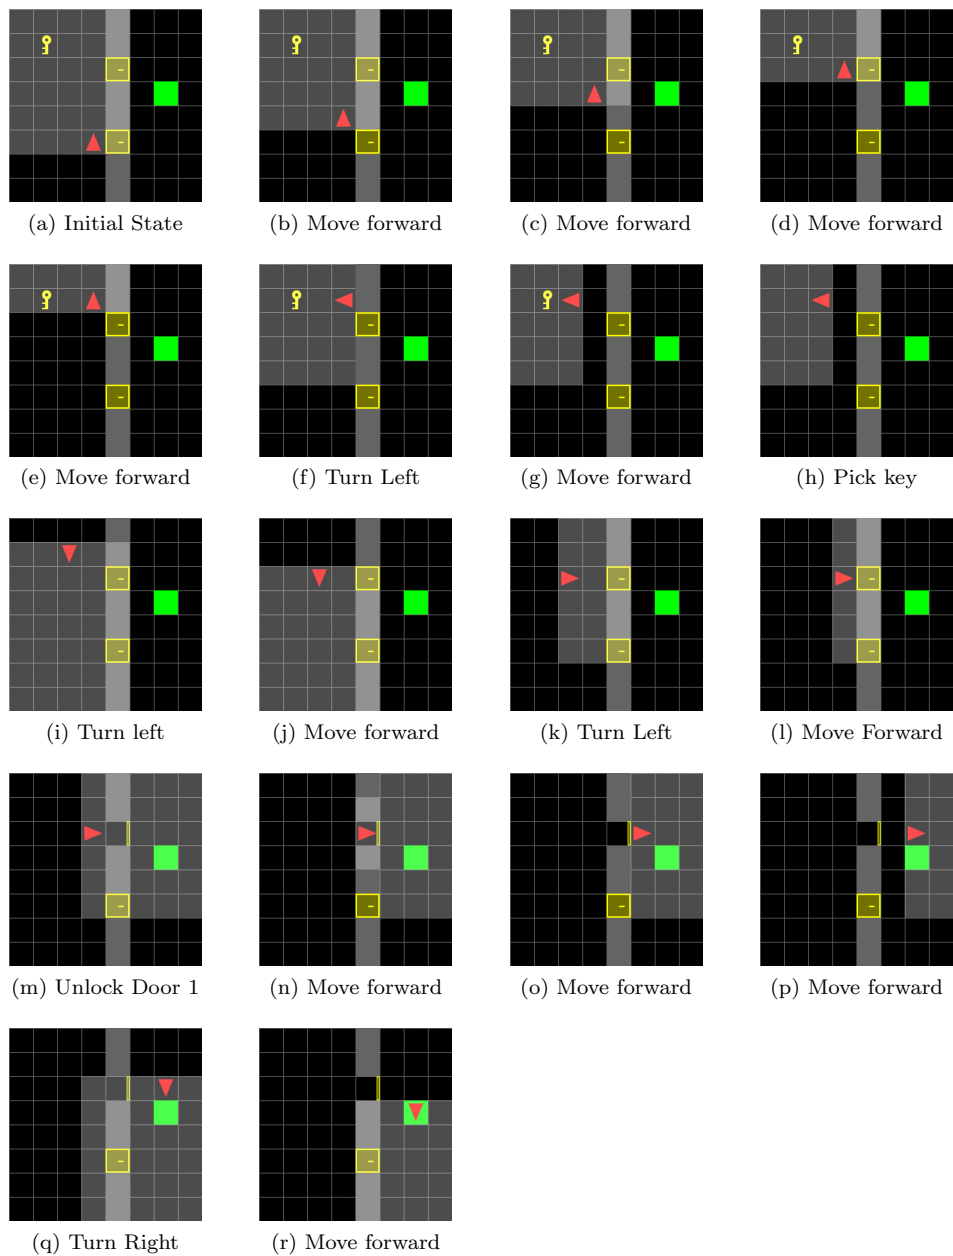 (a) Initial State
(b) Move forward
(c) Move forward
(d) Move forward
(e) Move forward
(f) Turn Left
(g) Move forward
(h) Pick key
(i) Turn left
(j) Move forward
(k) Turn Left
(l) Move Forward
(m) Unlock Door 1
(n) Move forward
(o) Move forward
(p) Move forward
(q) Turn Right
(r) Move forward